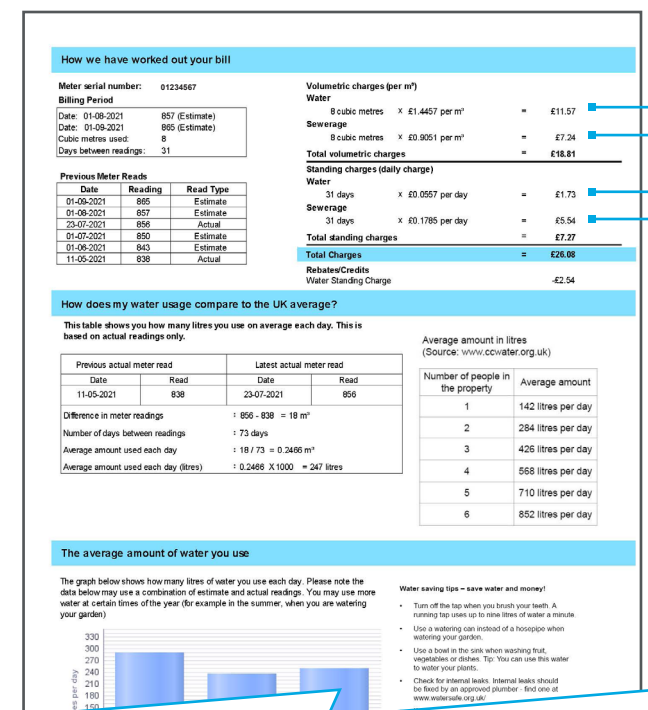 How we have worked out your bill
Meter serial number: 01234567
Billing Period
Date: 01-08-2021 857 (Estimate)
Date: 01-09-2021 865 (Estimate)
Cubic metres used: 8
Days between readings: 31
Previous Meter Reads
Date Reading Read Type
01-09-2021 865 Estimate
01-08-2021 857 Estimate
23-07-2021 856 Actual
01-07-2021 850 Estimate
01-06-2021 843 Estimate
11-05-2021 838 Actual
Volumetric charges (per m³)
Water
8 cubic metres x £1.4457 per m³ = £11.57
Sewerage
8 cubic metres x £0.9051 per m³ = £7.24
Total volumetric charges = £18.81
Standing charges (daily charge)
Water
31 days x £0.0557 per day = £1.73
Sewerage
31 days x £0.1785 per day = £5.54
Total standing charges = £7.27
Total Charges = £26.08
Rebates/Credits
Water Standing Charge -£2.54
How does my water usage compare to the UK average?
This table shows you how many litres you use on average each day. This is
based on actual readings only.
Previous actual meter read Latest actual meter read
Date Read Date Read
11-05-2021 838 23-07-2021 856
Difference in meter readings : 856 - 838 = 18 m³
Number of days between readings : 73 days
Average amount used each day : 18 / 73 = 0.2466 m³
Average amount used each day (litres) : 0.2466 X 1000 = 247 litres
Average amount in litres
(Source: www.ccwater.org.uk)
Number of people in
the property Average amount
1 142 litres per day
2 284 litres per day
3 426 litres per day
4 568 litres per day
5 710 litres per day
6 852 litres per day
The average amount of water you use
The graph below shows how many litres of water you use each day. Please note the
data below may use a combination of estimate and actual readings. You may use more
water at certain times of the year (for example in the summer, when you are watering
your garden)
330
300
270
240
210
180
150
es per day
Water saving tips – save water and money!
• Turn off the tap when you brush your teeth. A
running tap uses up to nine litres of water a minute.
• Use a watering can instead of a hosepipe when
watering your garden.
• Use a bowl in the sink when washing fruit,
vegetables or dishes. Tip: You can use this water
to water your plants.
• Check for internal leaks. Internal leaks should
be fixed by an approved plumber - find one at
www.watersafe.org.uk/